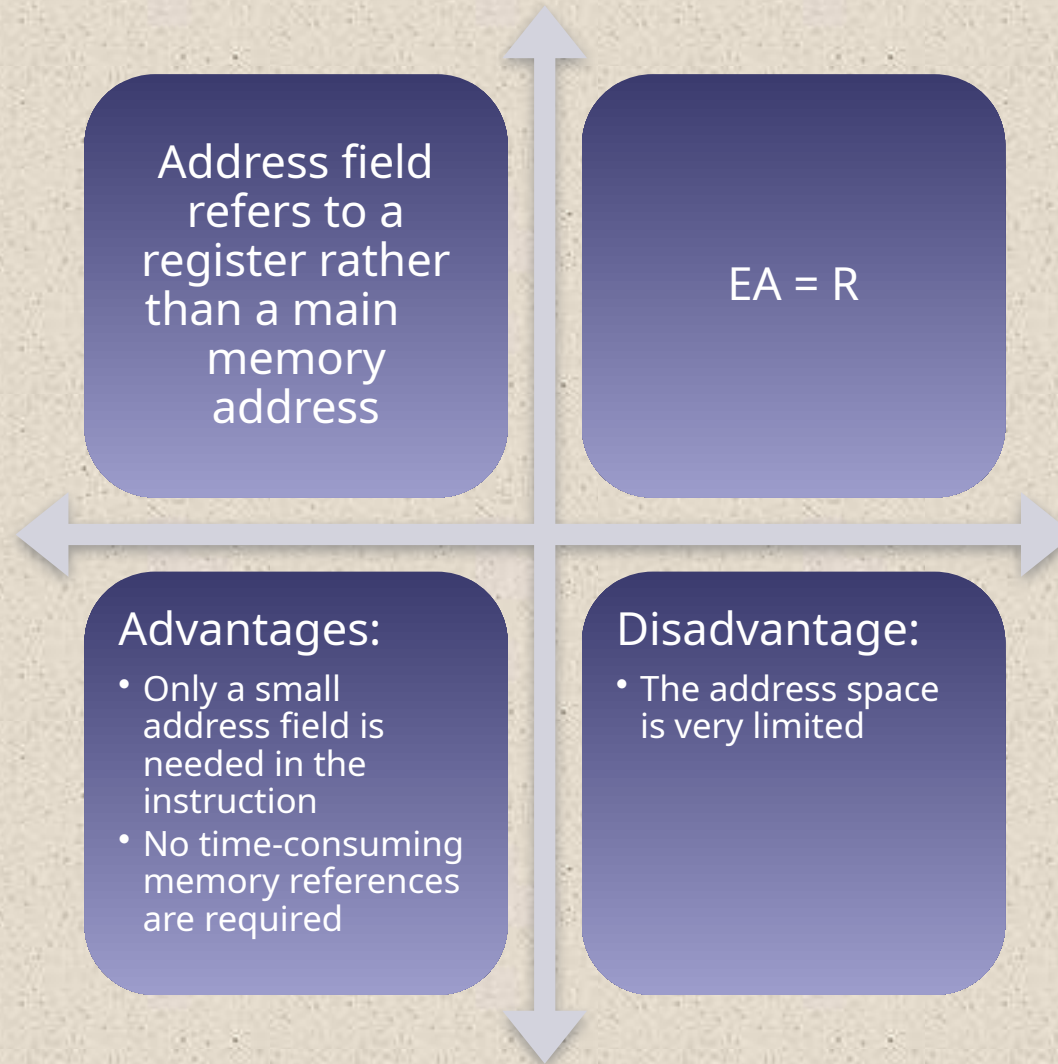 Address field
refers to a
register rather
than a main
memory
address
EA = R
Advantages:
• Only a small
address field is
needed in the
instruction
• No time-consuming
memory references
are required
Disadvantage:
• The address space
is very limited